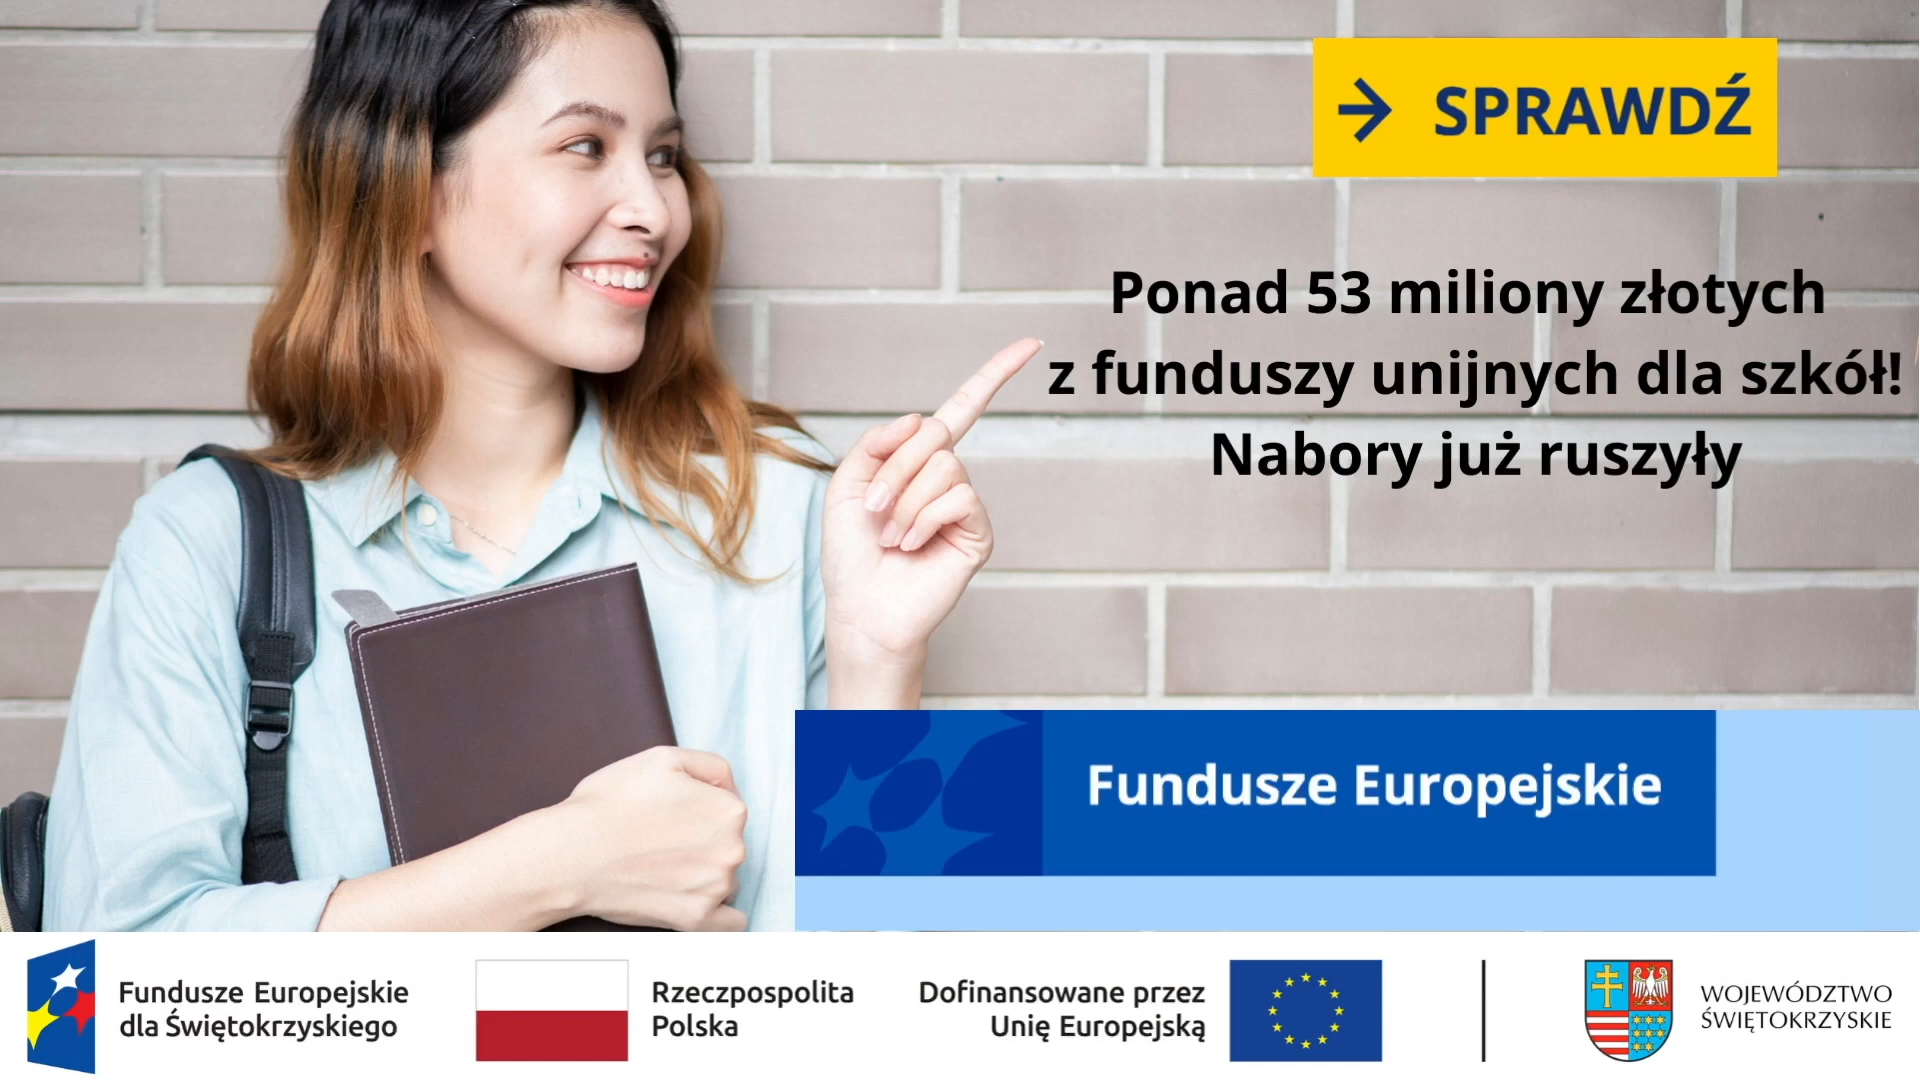 SPRAWDŹ
Ponad 53 miliony złotych
z funduszy unijnych dla szkół!
Nabory już ruszyły
Fundusze Europejskie
Fundusze Europejskie
dla Świętokrzyskiego
Rzeczpospolita
Polska
Dofinansowane przez
Unię Europejską
WOJEWÓDZTWO
ŚWIĘTOKRZYSKIE